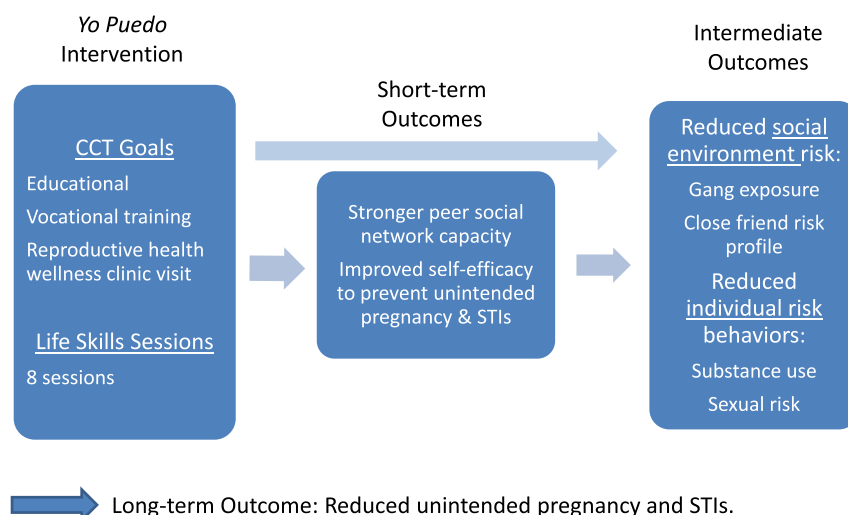 Yo Puedo
Intervention
CCT Goals
Educational
Vocational training
Reproductive health
wellness clinic visit
Life Skills Sessions
8 sessions
Short-term
Outcomes
Stronger peer social
network capacity
Improved self-efficacy
to prevent unintended
pregnancy & STIs
Intermediate
Outcomes
Reduced social
environment risk:
Gang exposure
Close friend risk
profile
Reduced
individual risk
behaviors:
Substance use
Sexual risk
Long-term Outcome: Reduced unintended pregnancy and STIs.